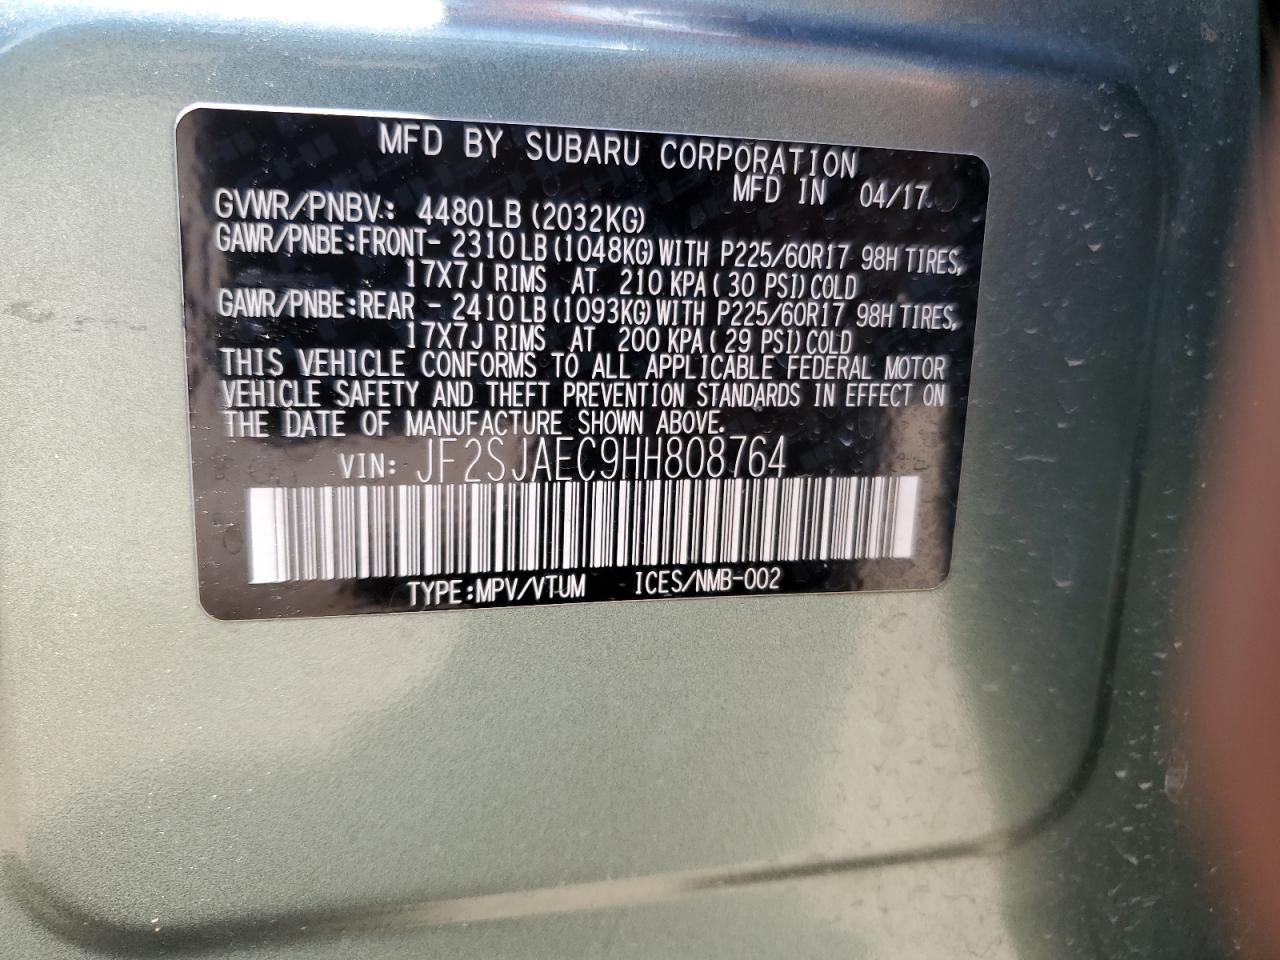 MFD BY SUBARU CORPORATION
MFD IN 04/17
GVWR/PNBV.: 4480LB (2032KG)
GAWR/PNBE:FRONT- 2310LB (1048KG) WITH P225/60R17 98H TIRES,
17X7J RIMS AT 210 KPA ( 30 PSI) COLD
GAWR/PNBE:REAR - 2410LB (1093KG) WITH P225/60R17 98H TIRES,
17X7J RIMS AT 200 KPA ( 29 PSI) COLD
THIS VEHICLE CONFORMS TO ALL APPLICABLE FEDERAL MOTOR
VEHICLE SAFETY AND THEFT PREVENTION STANDARDS IN EFFECT ON
THE DATE OF MANUFACTURE SHOWN ABOVE.
VIN: JF2SJAEC9HH808764
TYPE:MPV/VTUM ICES/NMB-002